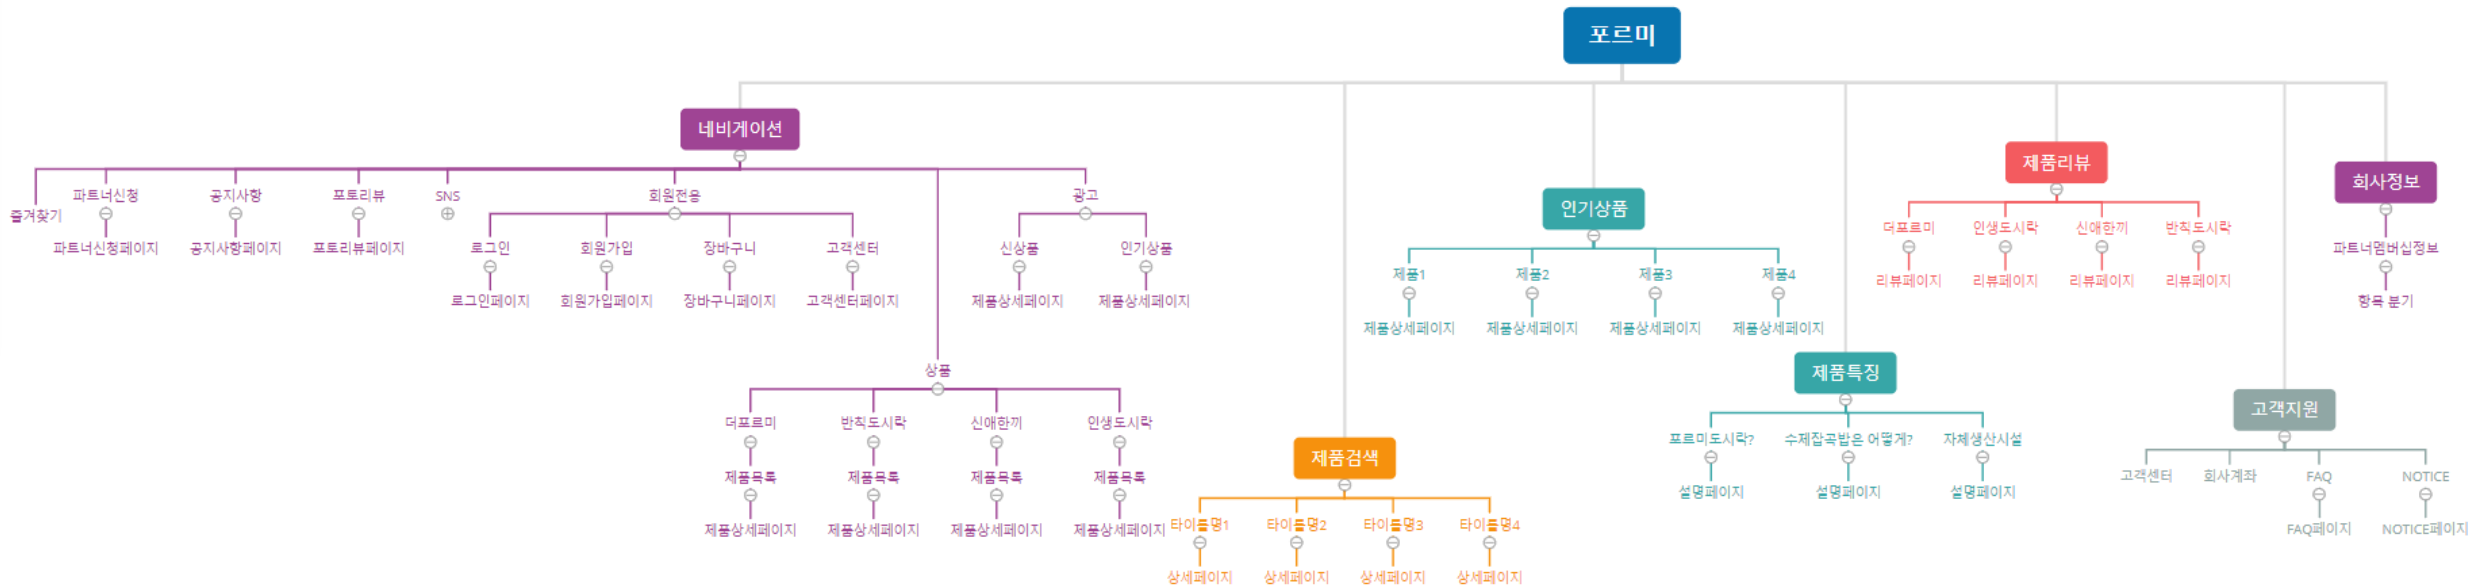 포르미
네비게이션
즐겨찾기
파트너신청
파트너신청페이지
공지사항
공지사항페이지
포토리뷰
포토리뷰페이지
SNS
회원전용
로그인
로그인페이지
회원가입
회원가입페이지
장바구니
장바구니페이지
고객센터
고객센터페이지
상품
더포르미
제품목록
제품상세페이지
반칙도시락
제품목록
제품상세페이지
신애한끼
제품목록
제품상세페이지
인생도시락
제품목록
제품상세페이지
광고
신상품
제품상세페이지
인기상품
제품상세페이지
제품검색
타이틀명1
상세페이지
타이틀명2
상세페이지
타이틀명3
상세페이지
타이틀명4
상세페이지
인기상품
제품1
제품상세페이지
제품2
제품상세페이지
제품3
제품상세페이지
제품4
제품상세페이지
제품특징
포르미도시락?
설명페이지
수제잡곡밥은 어떻게?
설명페이지
자체생산시설
설명페이지
제품리뷰
더포르미
리뷰페이지
인생도시락
리뷰페이지
신애한끼
리뷰페이지
반칙도시락
리뷰페이지
고객지원
고객센터
회사계좌
FAQ
FAQ페이지
NOTICE
NOTICE페이지
회사정보
파트너멤버십정보
항목 분기